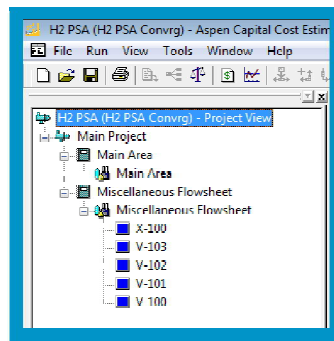 H2 PSA (H2 PSA Convrg) - Aspen Capital Cost Estim
File Run View Tools Window Help
H2 PSA (H2 PSA Convrg) - Project View
Main Project
Main Area
Main Area
Miscellaneous Flowsheet
Miscellaneous Flowsheet
X-100
V-103
V-102
V-101
V-100